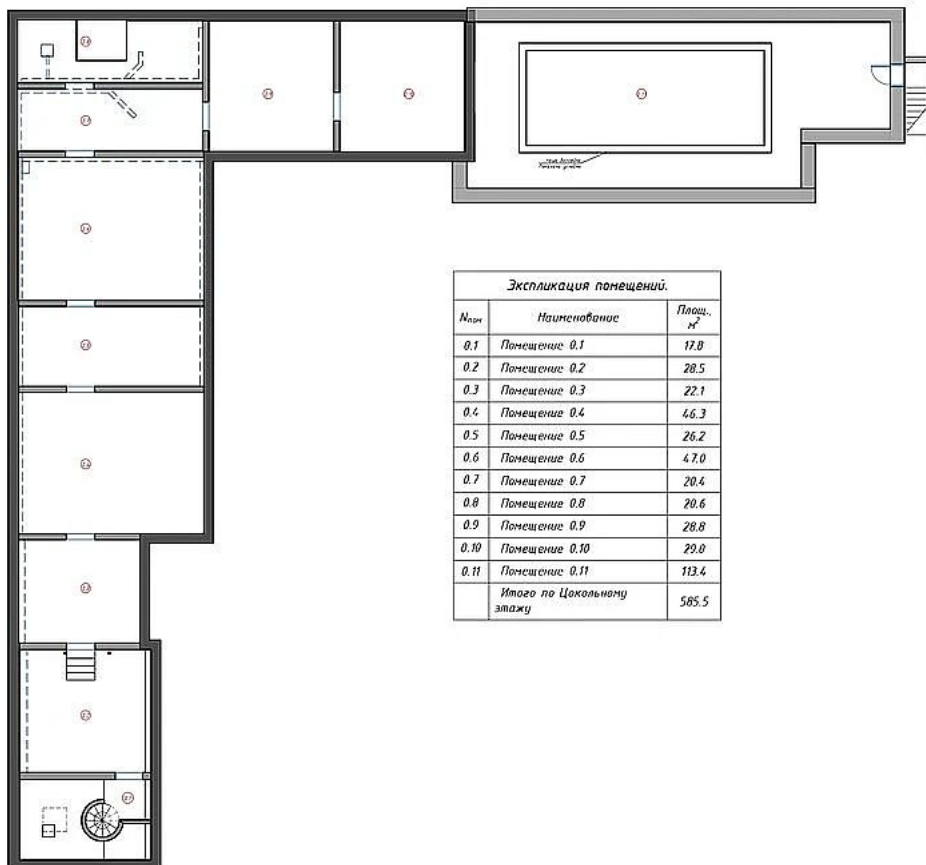 Экспликация помещений.
Nпом Наименование Площ., м²
0.1 Помещение 0.1 17.8
0.2 Помещение 0.2 28.5
0.3 Помещение 0.3 22.1
0.4 Помещение 0.4 46.3
0.5 Помещение 0.5 26.2
0.6 Помещение 0.6 47.0
0.7 Помещение 0.7 20.4
0.8 Помещение 0.8 20.6
0.9 Помещение 0.9 28.8
0.10 Помещение 0.10 29.0
0.11 Помещение 0.11 113.4
Итого по Цокольному
этажу 585.5